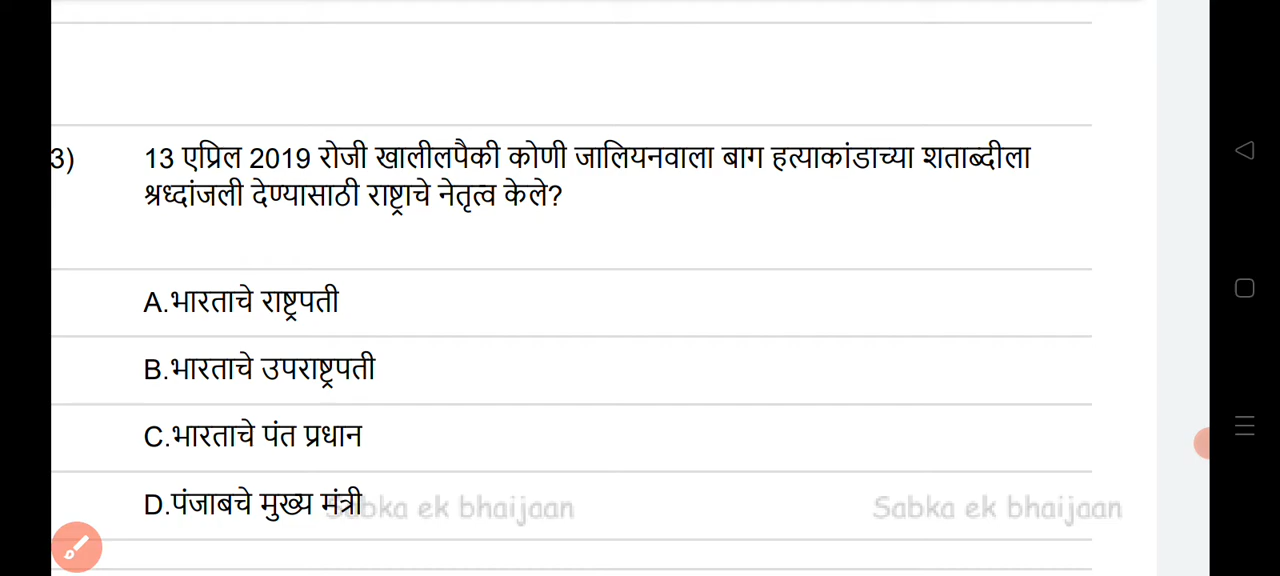 3) 13 एप्रिल 2019 रोजी खालीलपैकी कोणी जालियनवाला बाग हत्याकांडाच्या शताब्दीला
श्रध्दांजली देण्यासाठी राष्ट्राचे नेतृत्व केले?
A.भारताचे राष्ट्रपती
B.भारताचे उपराष्ट्रपती
C.भारताचे पंत प्रधान
D.पंजाबचे मुख्य मंत्री
Sabka ek bhaijaan
Sabka ek bhaijaan